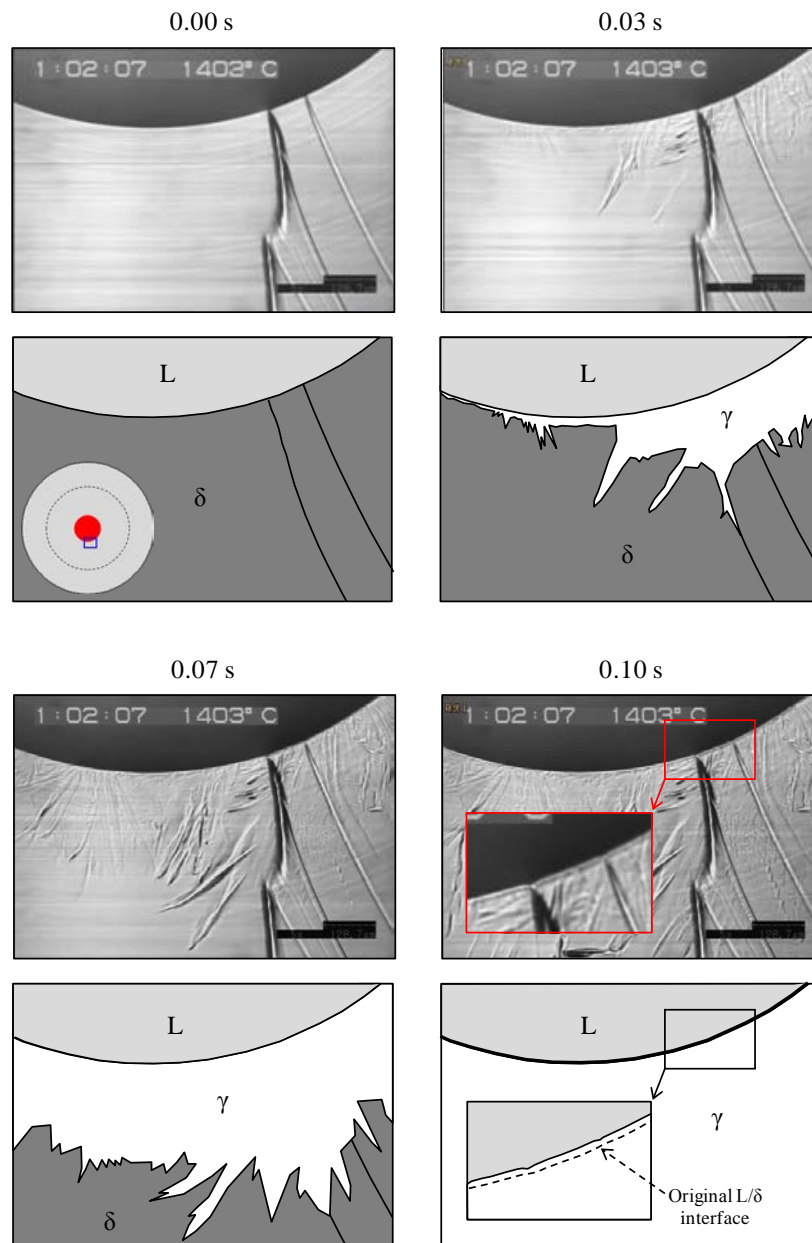 0.00 s
0.03 s
1:02:07 1403° C
1:02:07 1403° C
L
δ
L
γ
δ
0.07 s
0.10 s
1:02:07 1403° C
1:02:07 1403° C
L
γ
δ
L
γ
Original L/δ
interface